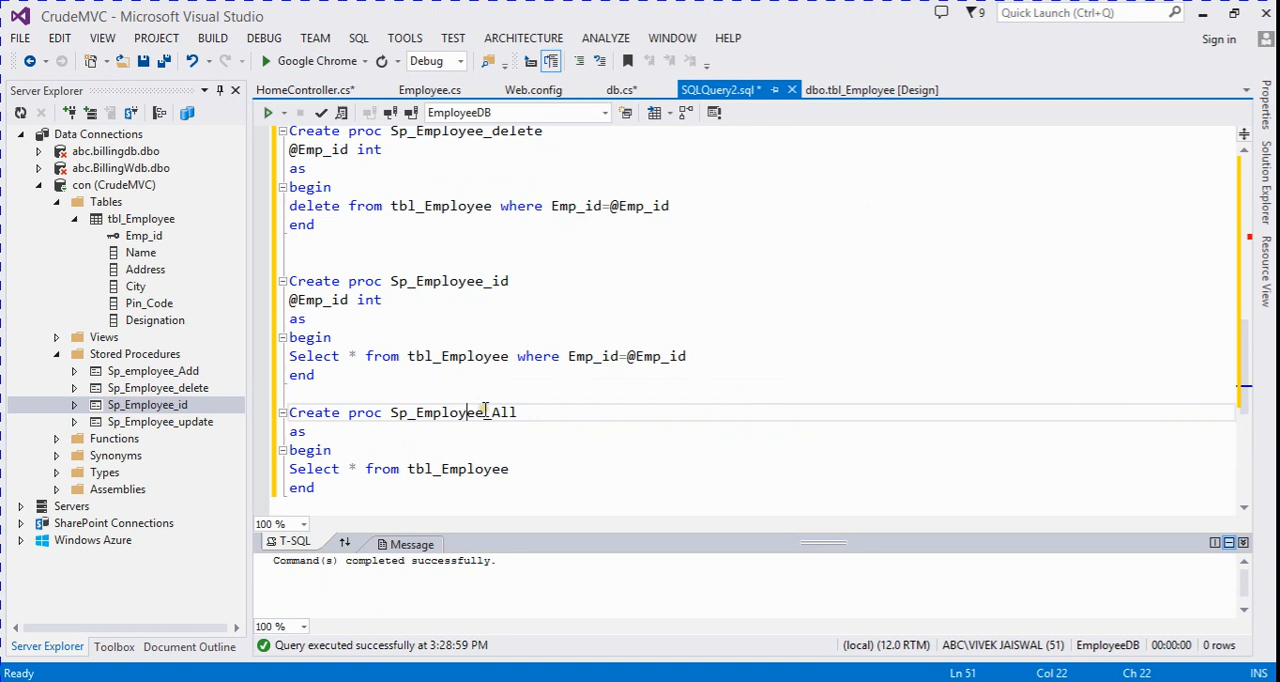 CrudeMVC - Microsoft Visual Studio
9
Quick Launch (Ctrl+Q)
FILE EDIT VIEW PROJECT BUILD DEBUG TEAM SQL TOOLS TEST ARCHITECTURE ANALYZE WINDOW HELP
Sign in
Google Chrome Debug
Server Explorer
HomeController.cs* Employee.cs Web.config db.cs* SQLQuery2.sql* dbo.tbl_Employee [Design]
EmployeeDB
Data Connections
abc.billingdb.dbo
abc.BillingWdb.dbo
con (CrudeMVC)
Tables
tbl_Employee
Emp_id
Name
Address
City
Pin_Code
Designation
Views
Stored Procedures
Sp_employee_Add
Sp_Employee_delete
Sp_Employee_id
Sp_Employee_update
Functions
Synonyms
Types
Assemblies
Servers
SharePoint Connections
Windows Azure
Server Explorer Toolbox Document Outline
Create proc Sp_Employee_delete
@Emp_id int
as
begin
delete from tbl_Employee where Emp_id=@Emp_id
end
Create proc Sp_Employee_id
@Emp_id int
as
begin
Select * from tbl_Employee where Emp_id=@Emp_id
end
Create proc Sp_Employee_All
as
begin
Select * from tbl_Employee
end
100 %
T-SQL Message
Command(s) completed successfully.
100 %
Query executed successfully at 3:28:59 PM
(local) (12.0 RTM) ABC\VIVEK JAISWAL (51) EmployeeDB 00:00:00 0 rows
Properties
Solution Explorer
Resource View
Ready Ln 51 Col 22 Ch 22 INS